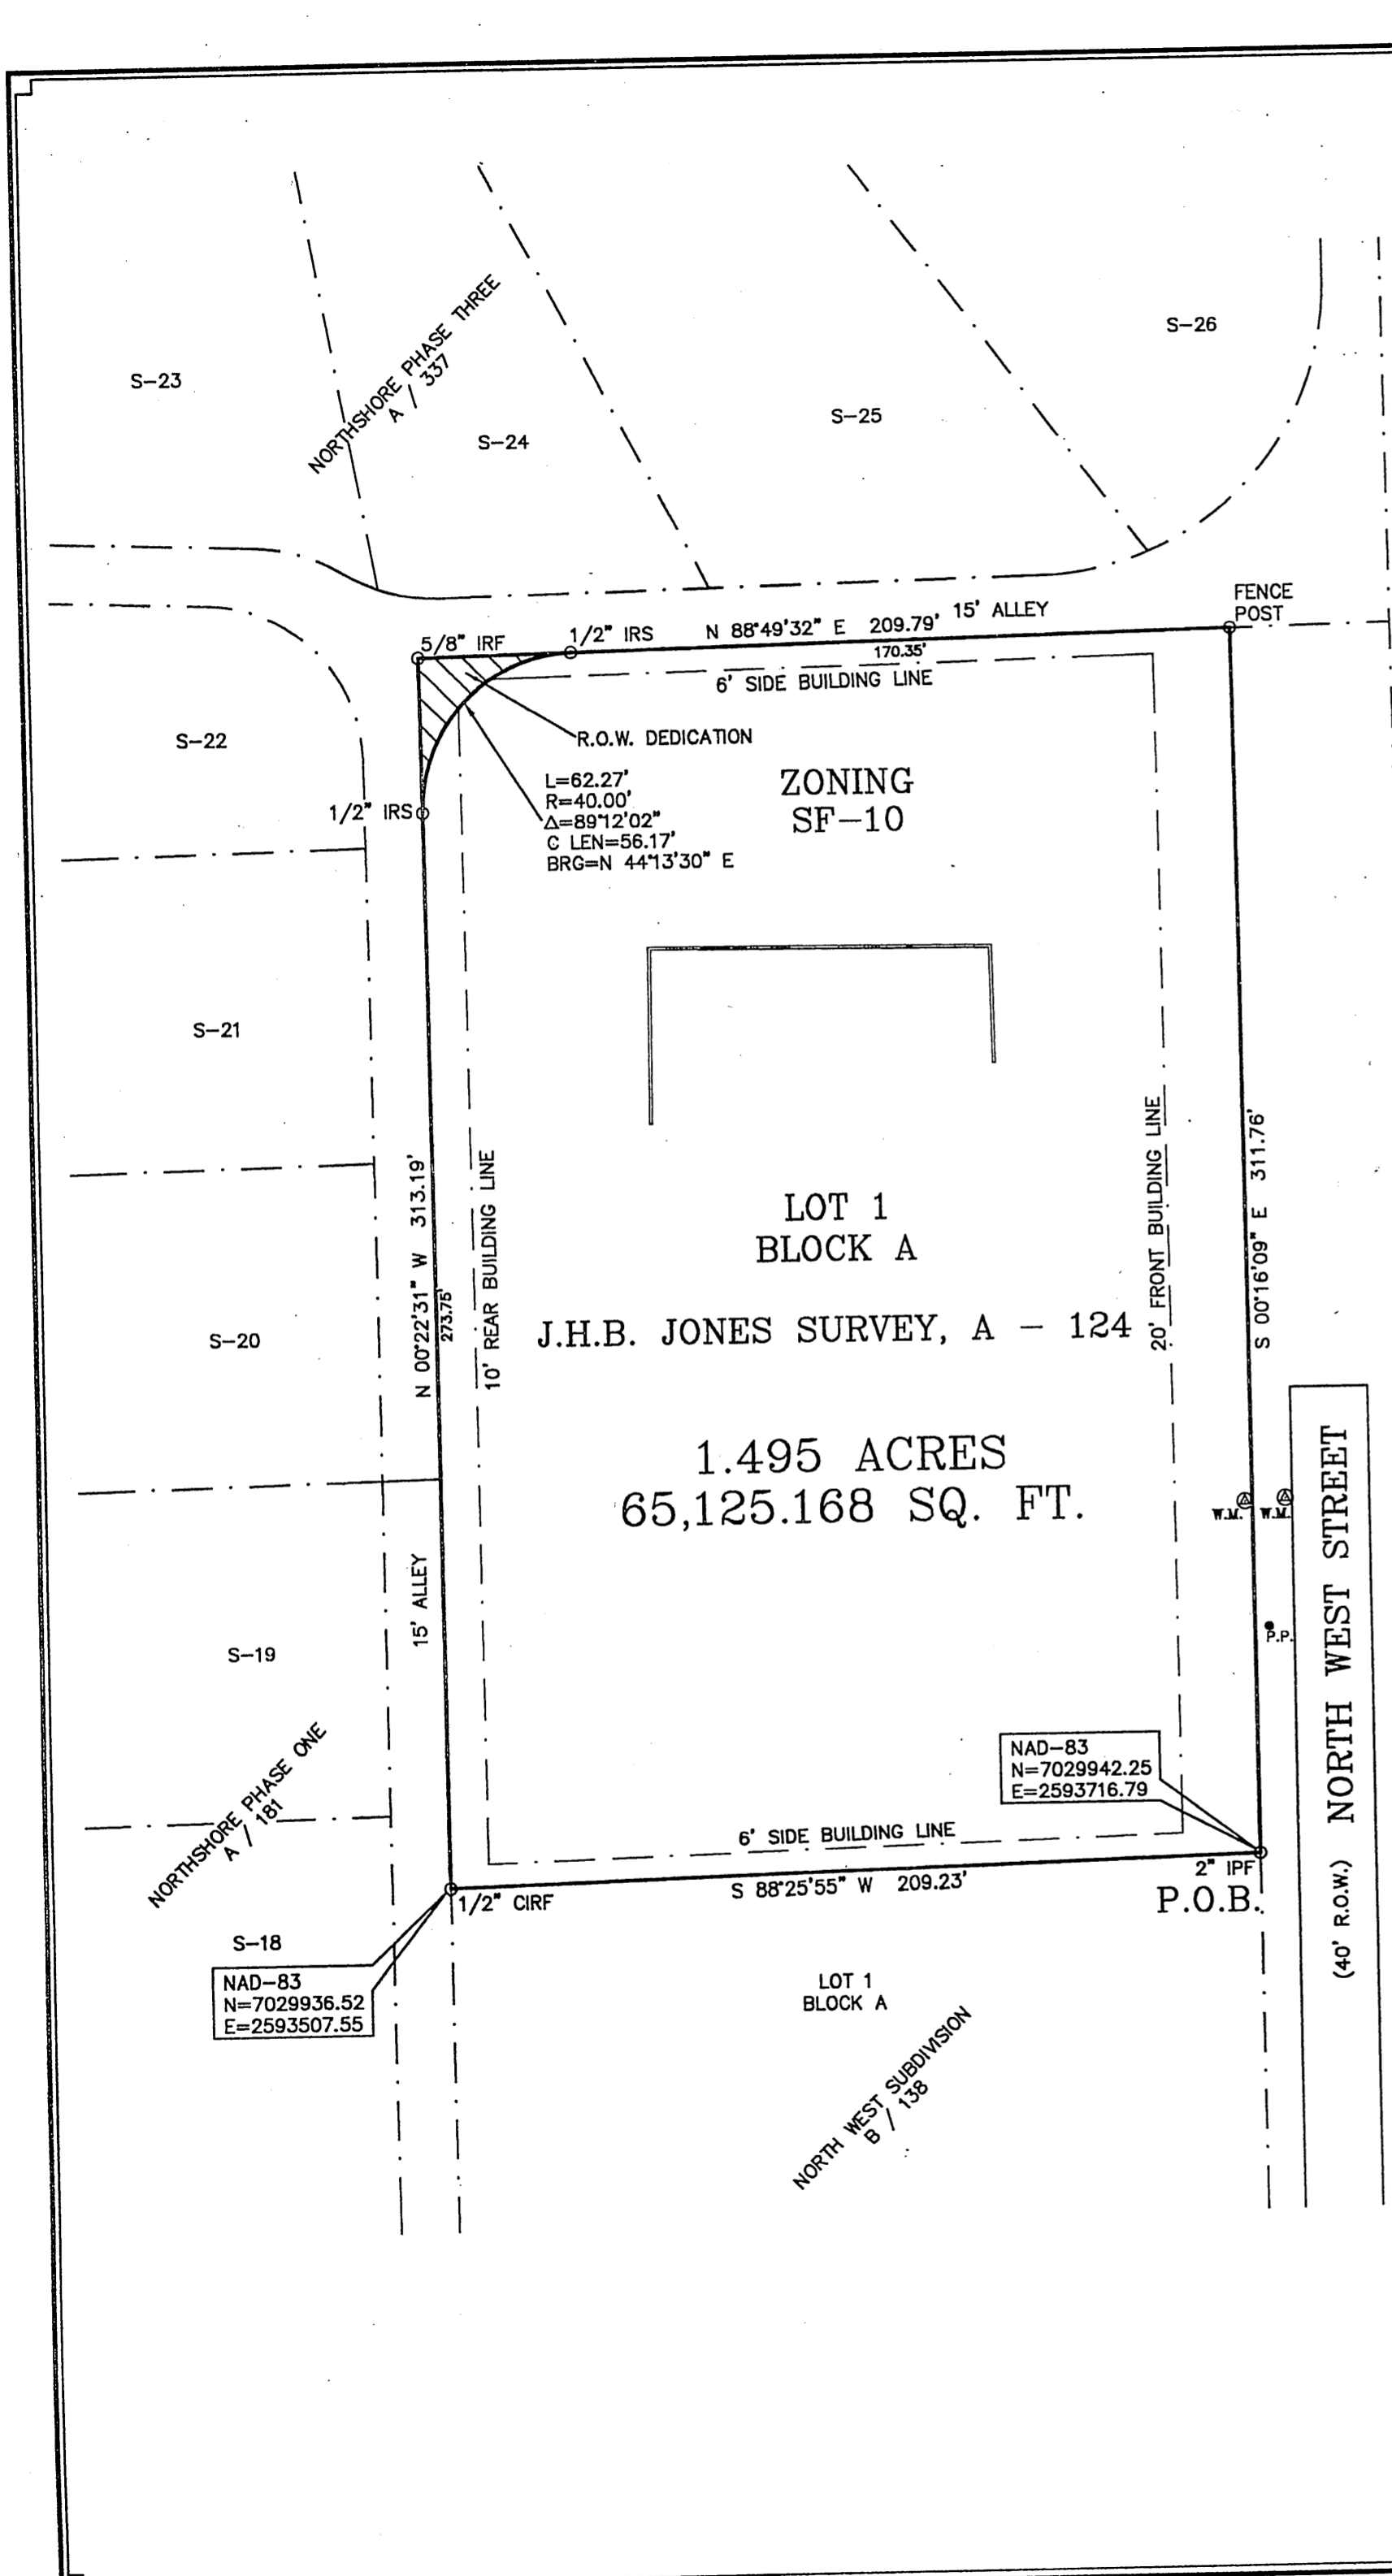 S-26
NORTHSHORE PHASE THREE
A / 337
S-23
S-25
S-24
FENCE
POST
15' ALLEY
N 88°49'32" E 209.79'
170.35'
5/8" IRF
1/2" IRS
6' SIDE BUILDING LINE
S-22
R.O.W. DEDICATION
L=62.27'
R=40.00'
Δ=89°12'02"
C LEN=56.17'
BRG=N 44°13'30" E
ZONING
SF-10
1/2" IRS
S-21
N 00°22'31" W 313.19'
273.75'
10' REAR BUILDING LINE
20' FRONT BUILDING LINE
S 00°16'09" E 311.76'
LOT 1
BLOCK A
J.H.B. JONES SURVEY, A - 124
S-20
1.495 ACRES
65,125.168 SQ. FT.
W.M.
W.M.
P.P.
(40' R.O.W.) NORTH WEST STREET
15' ALLEY
S-19
NORTHSHORE PHASE ONE
A / 181
NAD-83
N=7029942.25
E=2593716.79
6' SIDE BUILDING LINE
S 88°25'55" W 209.23'
2" IPF
P.O.B.
1/2" CIRF
S-18
NAD-83
N=7029936.52
E=2593507.55
LOT 1
BLOCK A
NORTH WEST SUBDIVISION
B / 138